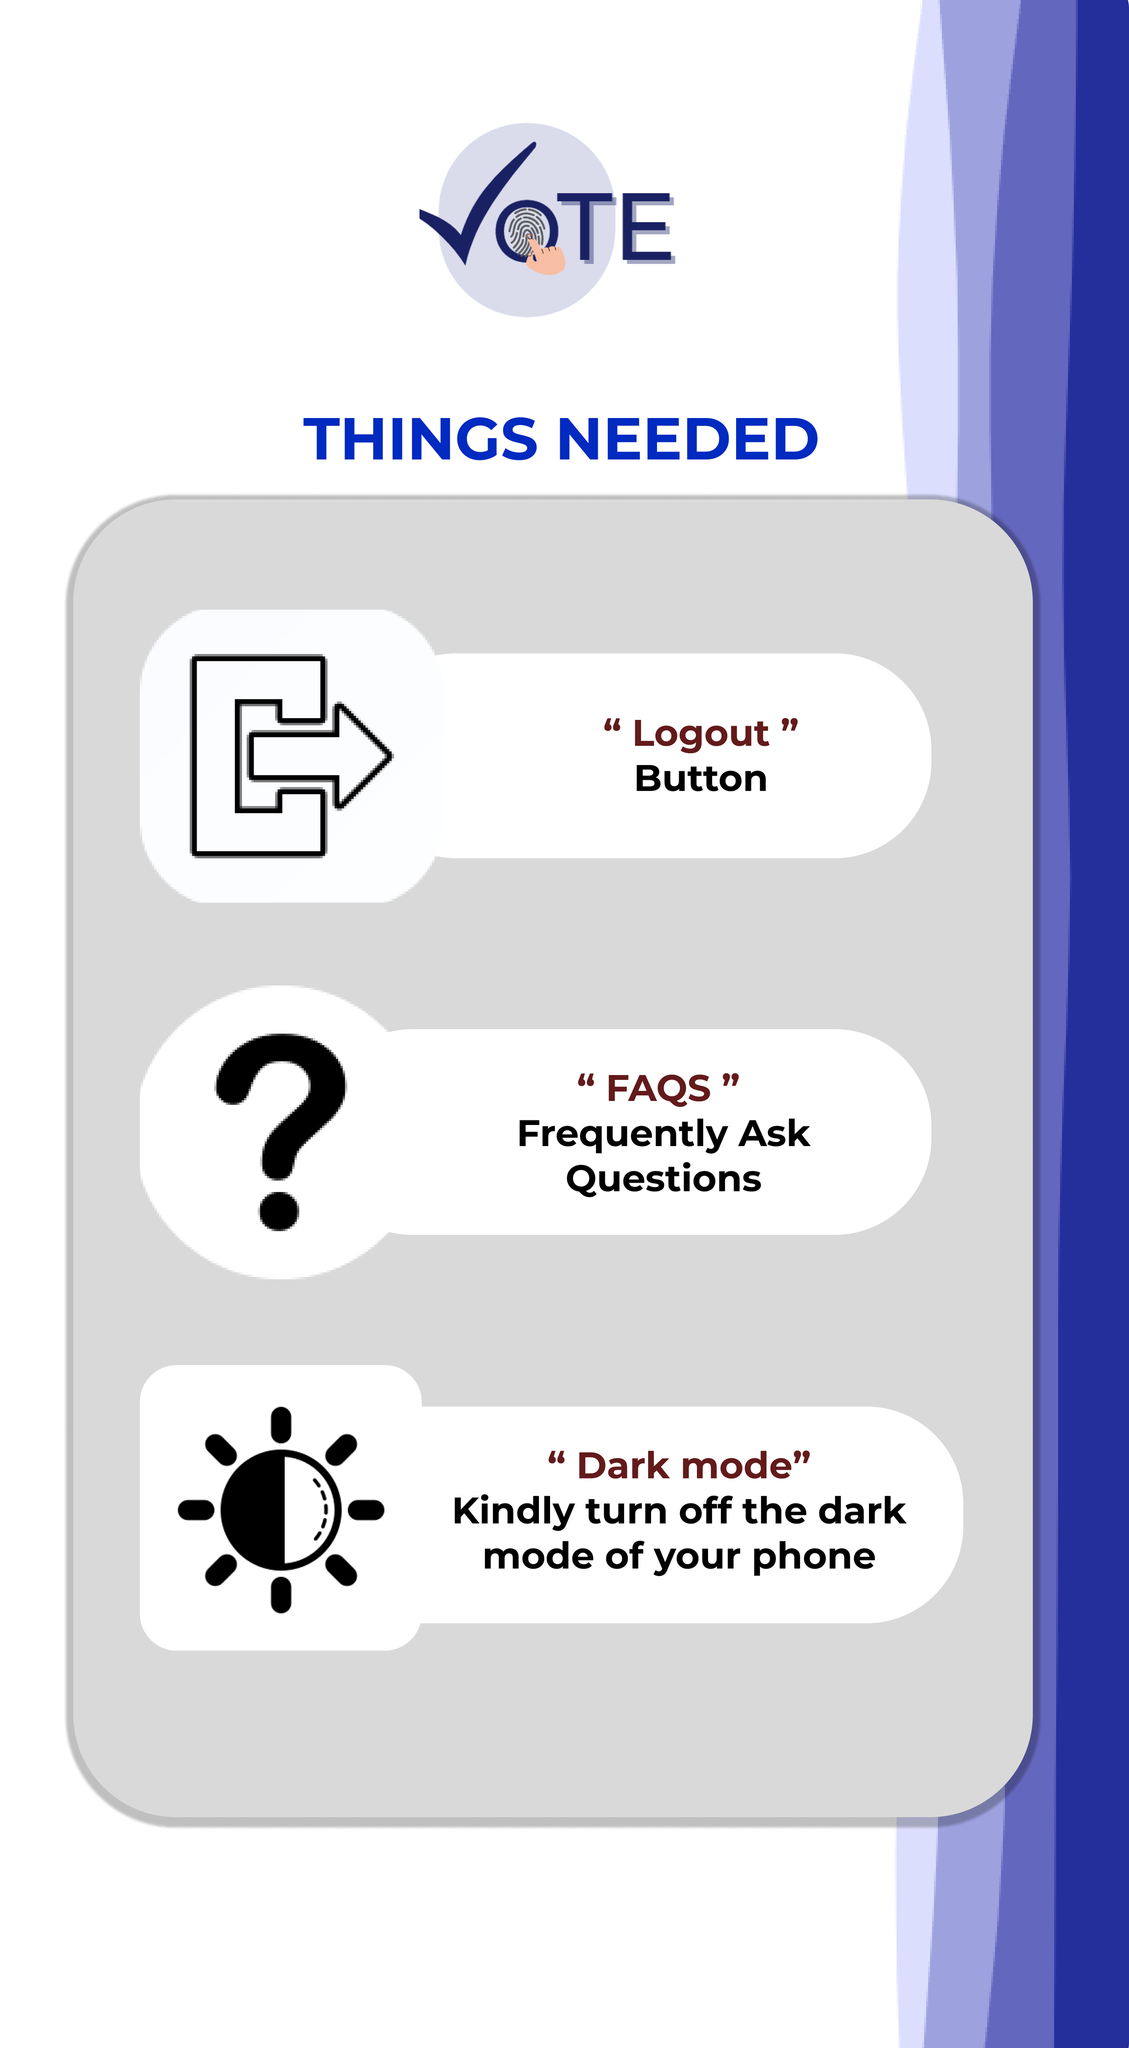 VOTE
THINGS NEEDED
“ Logout ”
Button
“ FAQS ”
Frequently Ask
Questions
“ Dark mode”
Kindly turn off the dark
mode of your phone